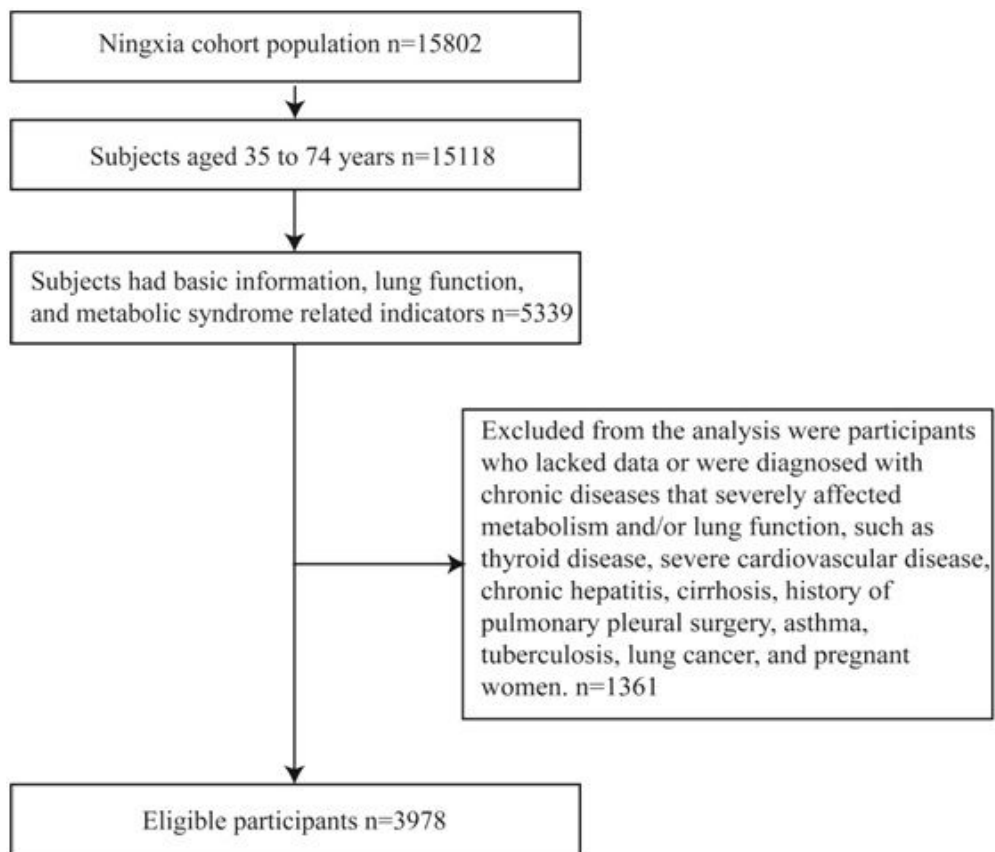 Ningxia cohort population n=15802
Subjects aged 35 to 74 years n=15118
Subjects had basic information, lung function,
and metabolic syndrome related indicators n=5339
Excluded from the analysis were participants
who lacked data or were diagnosed with
chronic diseases that severely affected
metabolism and/or lung function, such as
thyroid disease, severe cardiovascular disease,
chronic hepatitis, cirrhosis, history of
pulmonary pleural surgery, asthma,
tuberculosis, lung cancer, and pregnant
women. n=1361
Eligible participants n=3978